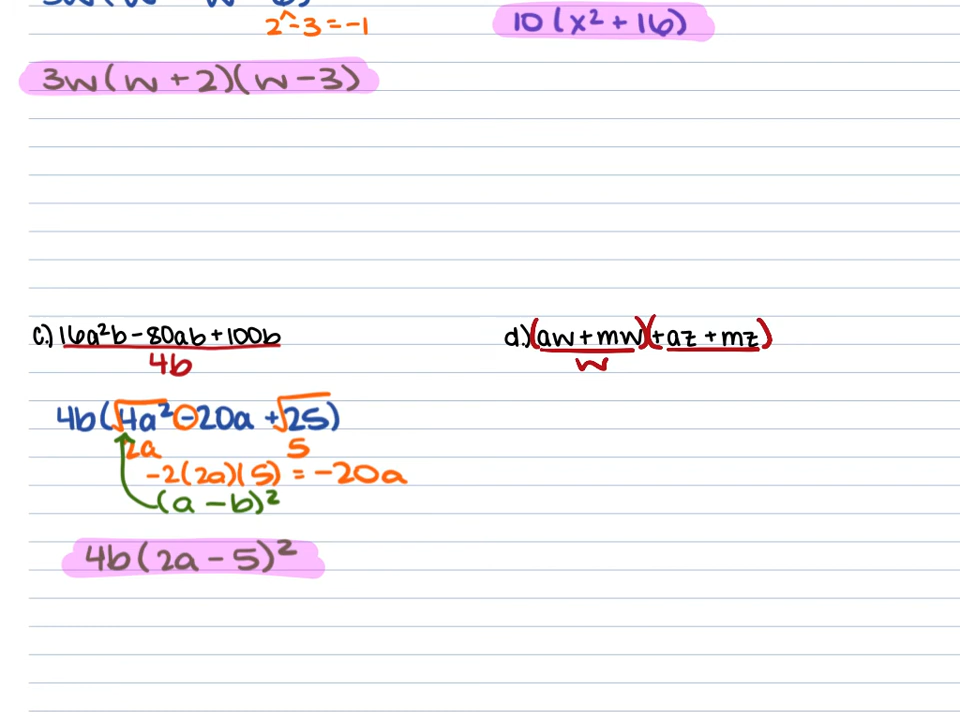 2 - 3 = -1
10(x² + 16)
3w(w + 2)(w - 3)
c.) 16a²b - 80ab + 100b
4b
4b(√4a² - 20a + √25)
2a 5
-2(2a)(5) = -20a
(a - b)²
4b(2a - 5)²
d.) (aw + mw)(+ az + mz)
w